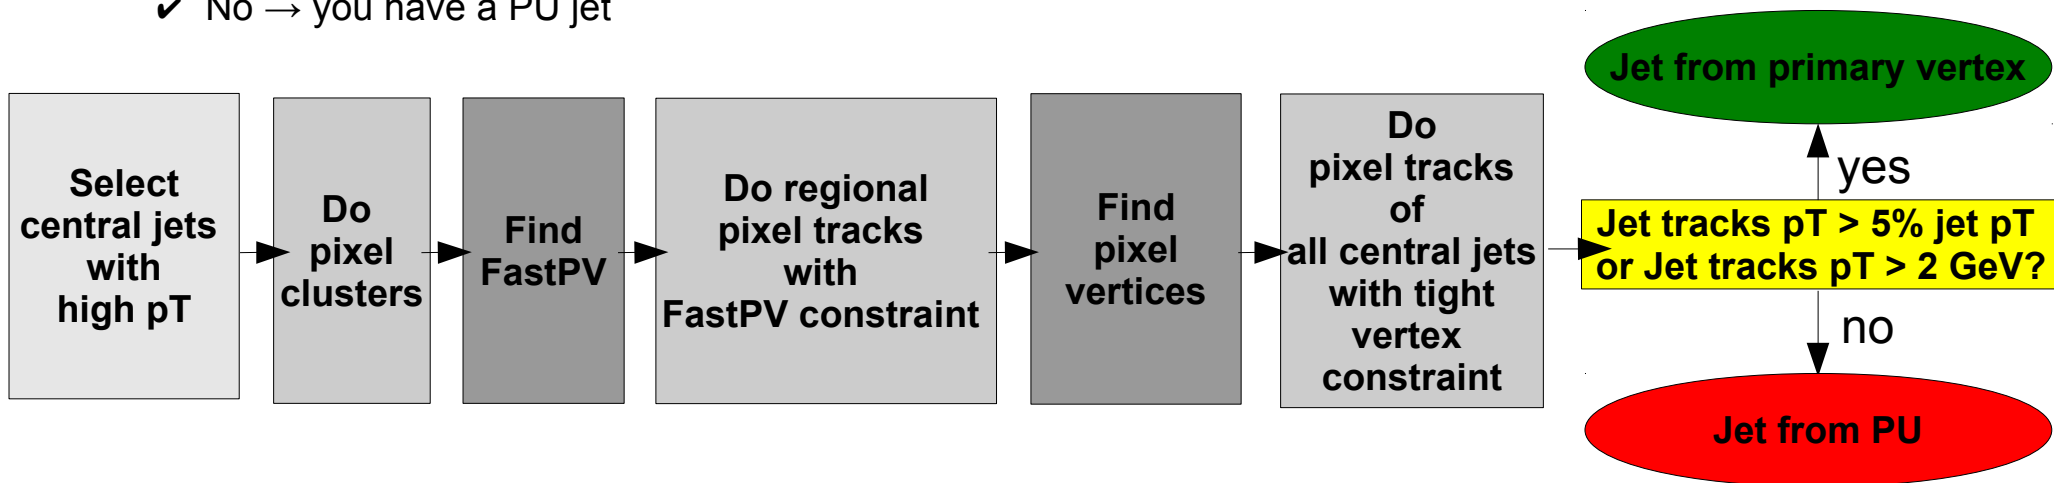 ✔ No → you have a PU jet
Select
central jets
with
high pT
Do
pixel
clusters
Find
FastPV
Do regional
pixel tracks
with
FastPV constraint
Find
pixel
vertices
Do
pixel tracks
of
all central jets
with tight
vertex
constraint
Jet from primary vertex
yes
Jet tracks pT > 5% jet pT
or Jet tracks pT > 2 GeV?
no
Jet from PU